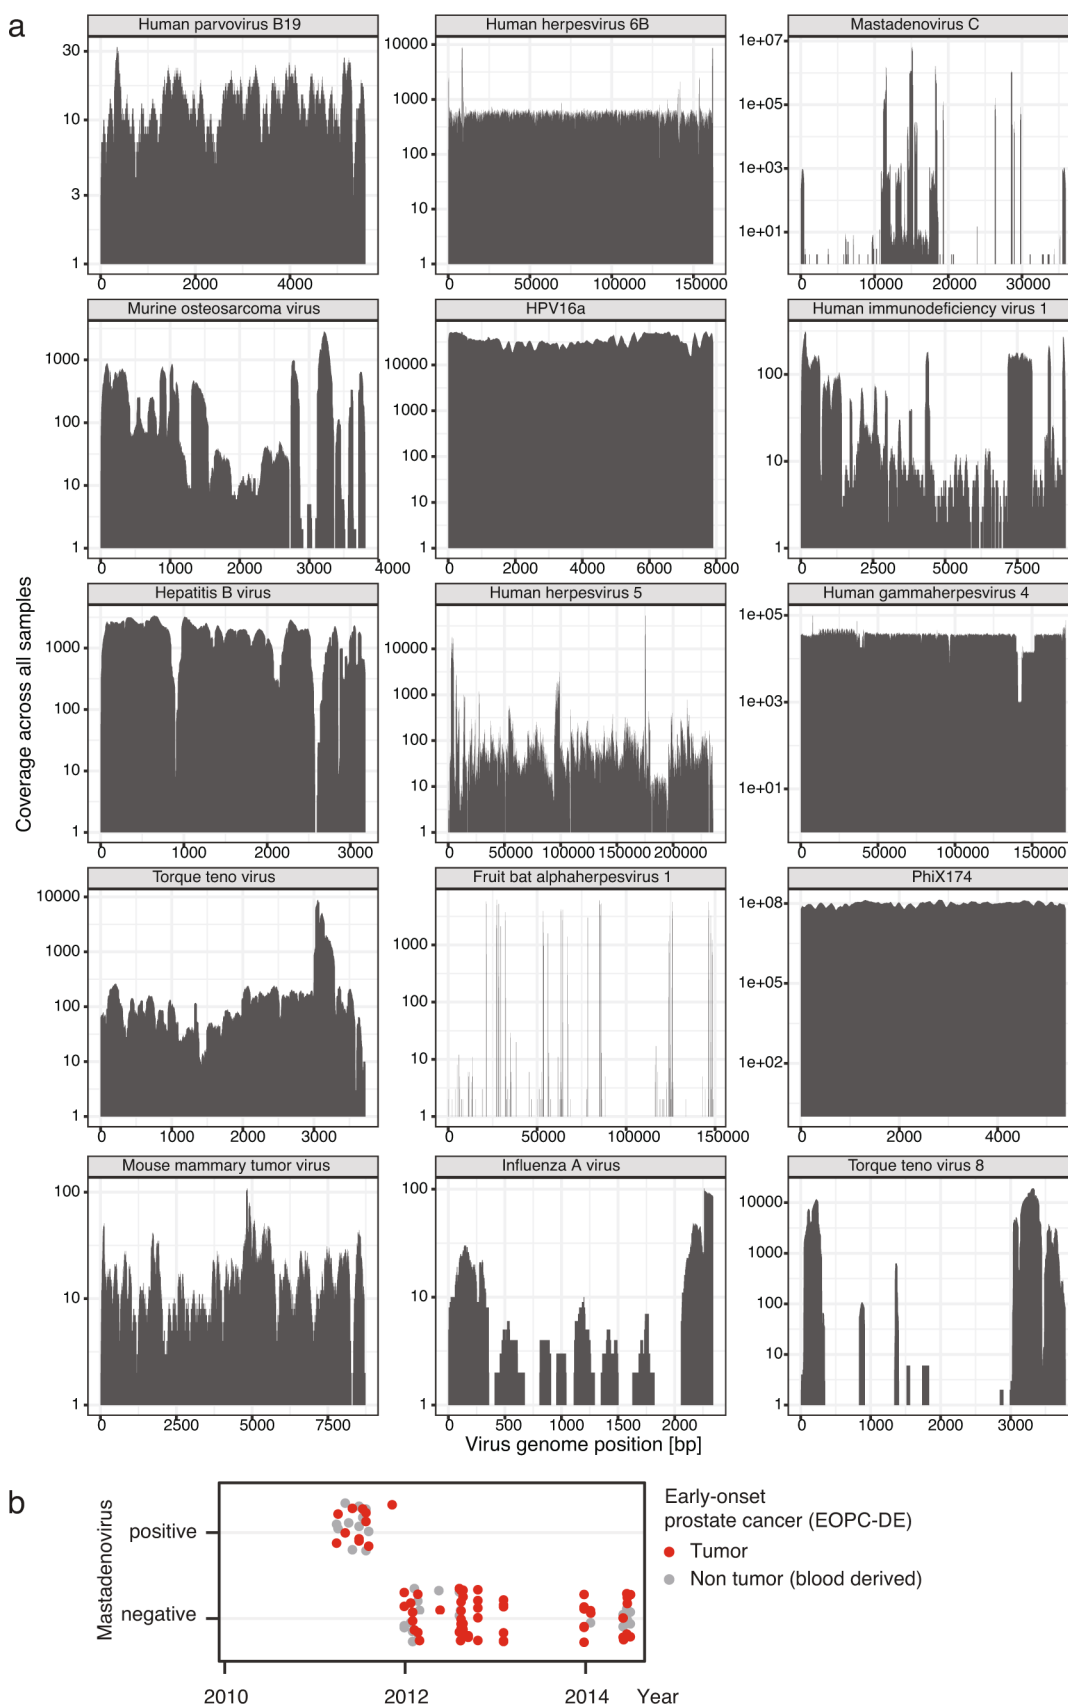 a
Human parvovirus B19
Human herpesvirus 6B
Mastadenovirus C
30
10
3
1
0 2000 4000
10000
1000
100
10
1
0 50000 100000 150000
1e+07
1e+05
1e+03
1e+01
0 10000 20000 30000
Murine osteosarcoma virus
HPV16a
Human immunodeficiency virus 1
1000
100
10
1
0 1000 2000 3000 4000
10000
1000
100
10
1
0 2000 4000 6000 8000
100
10
1
0 2500 5000 7500
Coverage across all samples
Hepatitis B virus
Human herpesvirus 5
Human gammaherpesvirus 4
1000
100
10
1
0 1000 2000 3000
10000
1000
100
10
1
0 50000 100000 150000 200000
1e+05
1e+03
1e+01
0 50000 100000 150000
Torque teno virus
Fruit bat alphaherpesvirus 1
PhiX174
10000
1000
100
10
1
0 1000 2000 3000
1000
100
10
1
0 50000 100000 150000
1e+08
1e+05
1e+02
0 2000 4000
Mouse mammary tumor virus
Influenza A virus
Torque teno virus 8
100
10
1
0 2500 5000 7500
100
10
1
0 500 1000 1500 2000
10000
1000
100
10
1
0 1000 2000 3000
Virus genome position [bp]
b
Mastadenovirus
positive
negative
2010 2012 2014 Year
Early-onset
prostate cancer (EOPC-DE)
Tumor
Non tumor (blood derived)